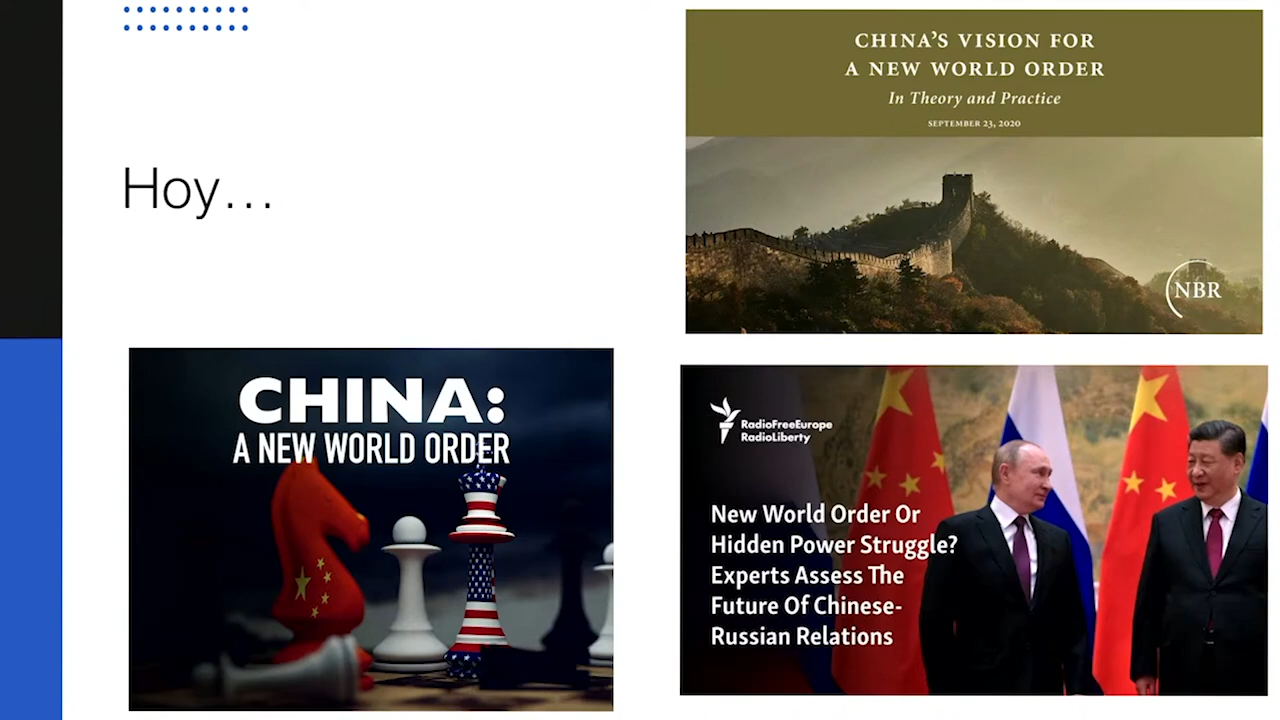 Hoy...
CHINA'S VISION FOR
A NEW WORLD ORDER
In Theory and Practice
SEPTEMBER 23, 2020
NBR
CHINA:
A NEW WORLD ORDER
RadioFreeEurope
RadioLiberty
New World Order Or
Hidden Power Struggle?
Experts Assess The
Future Of Chinese-
Russian Relations